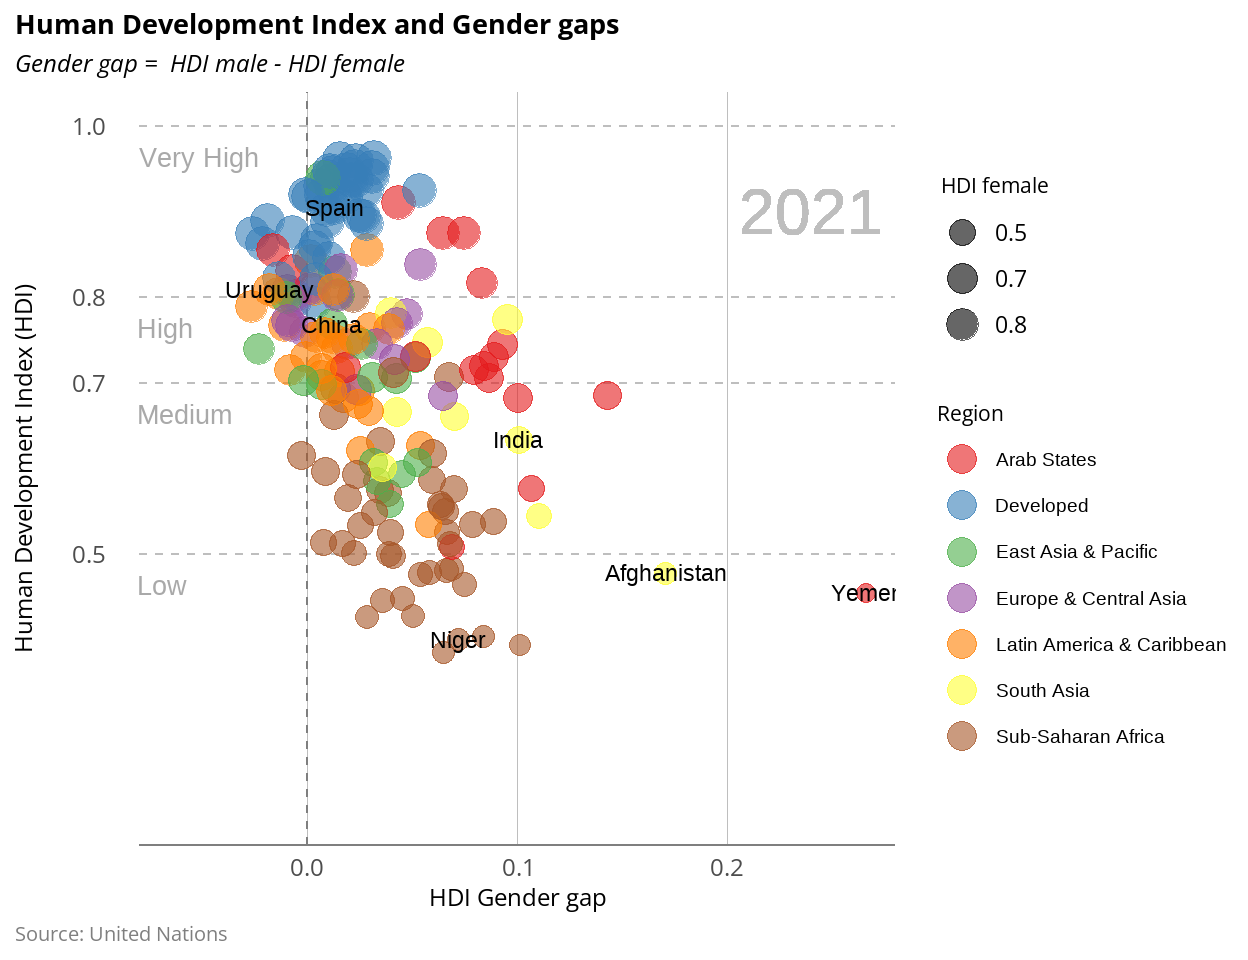 Human Development Index and Gender gaps
Gender gap = HDI male - HDI female
1.0
Very High
2021
Spain
Uruguay
0.8
China
High
0.7
Medium
India
0.5
Afghanistan
Low
Yemen
Niger
Human Development Index (HDI)
0.0
0.1
0.2
HDI Gender gap
HDI female
0.5
0.7
0.8
Region
Arab States
Developed
East Asia & Pacific
Europe & Central Asia
Latin America & Caribbean
South Asia
Sub-Saharan Africa
Source: United Nations